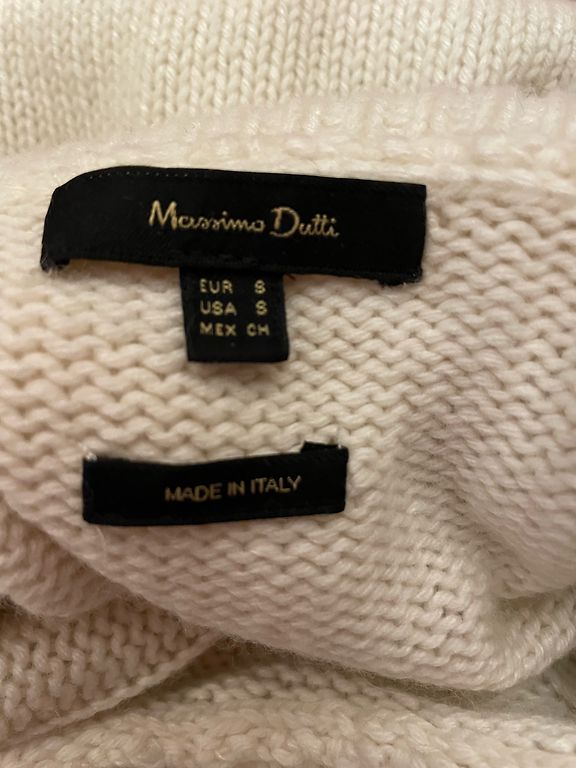 Massimo Dutti
EUR S
USA S
MEX CH
MADE IN ITALY